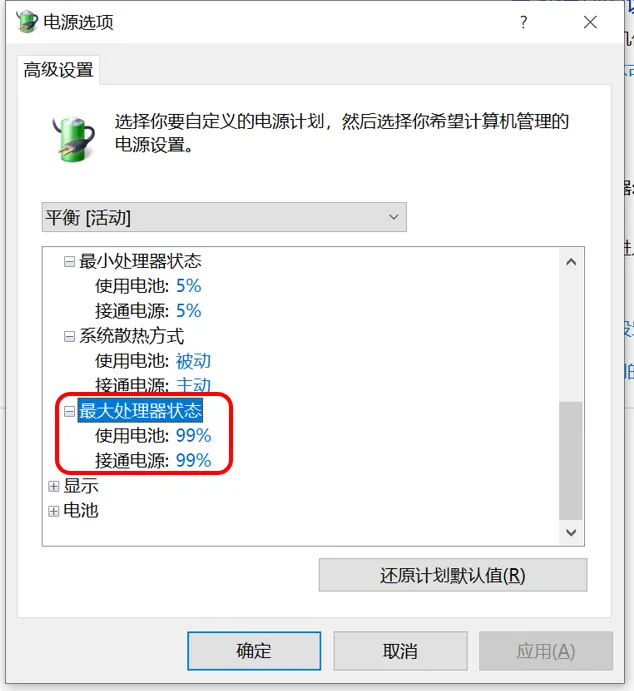 电源选项
?
高级设置
选择你要自定义的电源计划，然后选择你希望计算机管理的
电源设置。
平衡 [活动]
最小处理器状态
使用电池: 5%
接通电源: 5%
系统散热方式
使用电池: 被动
接通电源: 主动
最大处理器状态
使用电池: 99%
接通电源: 99%
显示
电池
还原计划默认值(R)
确定
取消
应用(A)